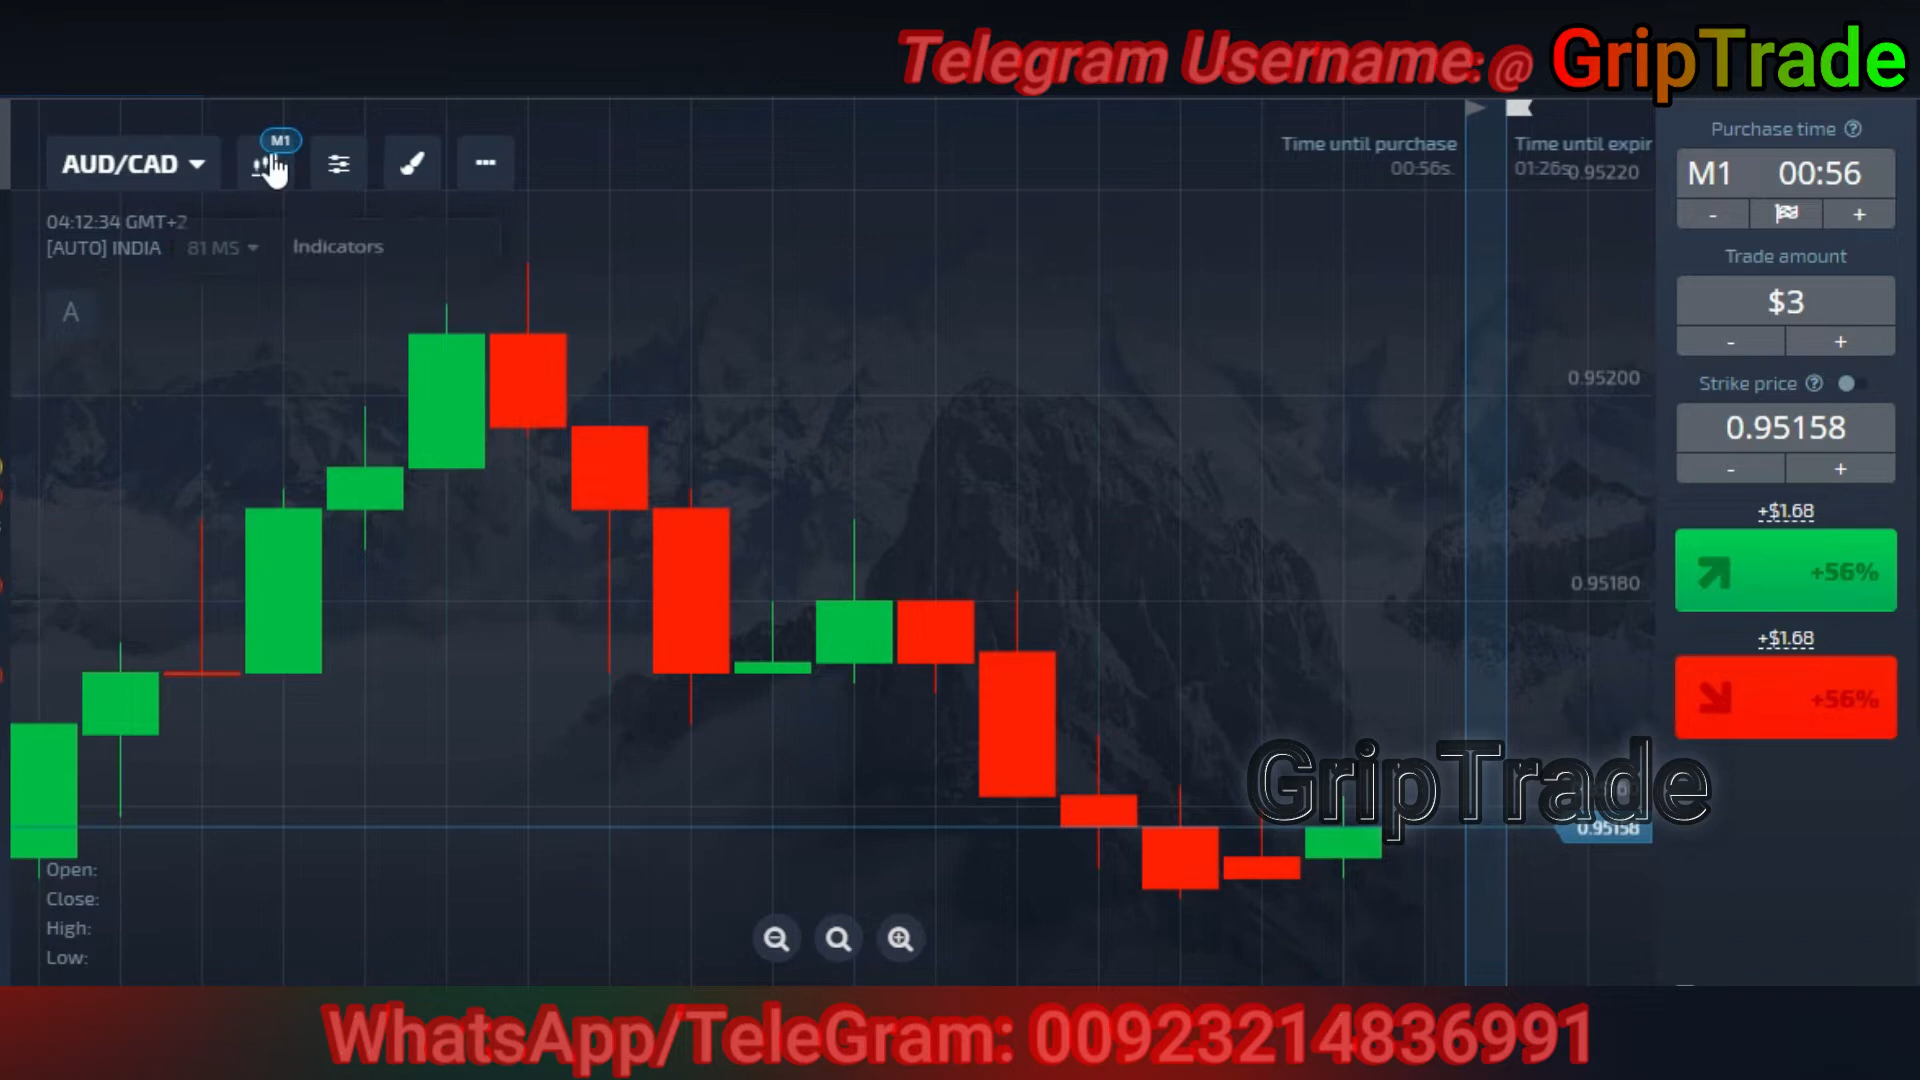 Telegram Username:@ GripTrade
AUD/CAD
M1
04:12:34 GMT+2
[AUTO] INDIA 81 MS
Indicators
A
Time until purchase
00:56s.
Time until expir
01:26s
0.95220
0.95200
0.95180
0.95158
Purchase time
M1 00:56
- +
Trade amount
$3
- +
Strike price
0.95158
- +
+$1.68
+56%
+$1.68
+56%
GripTrade
Open:
Close:
High:
Low:
WhatsApp/TeleGram: 00923214836991